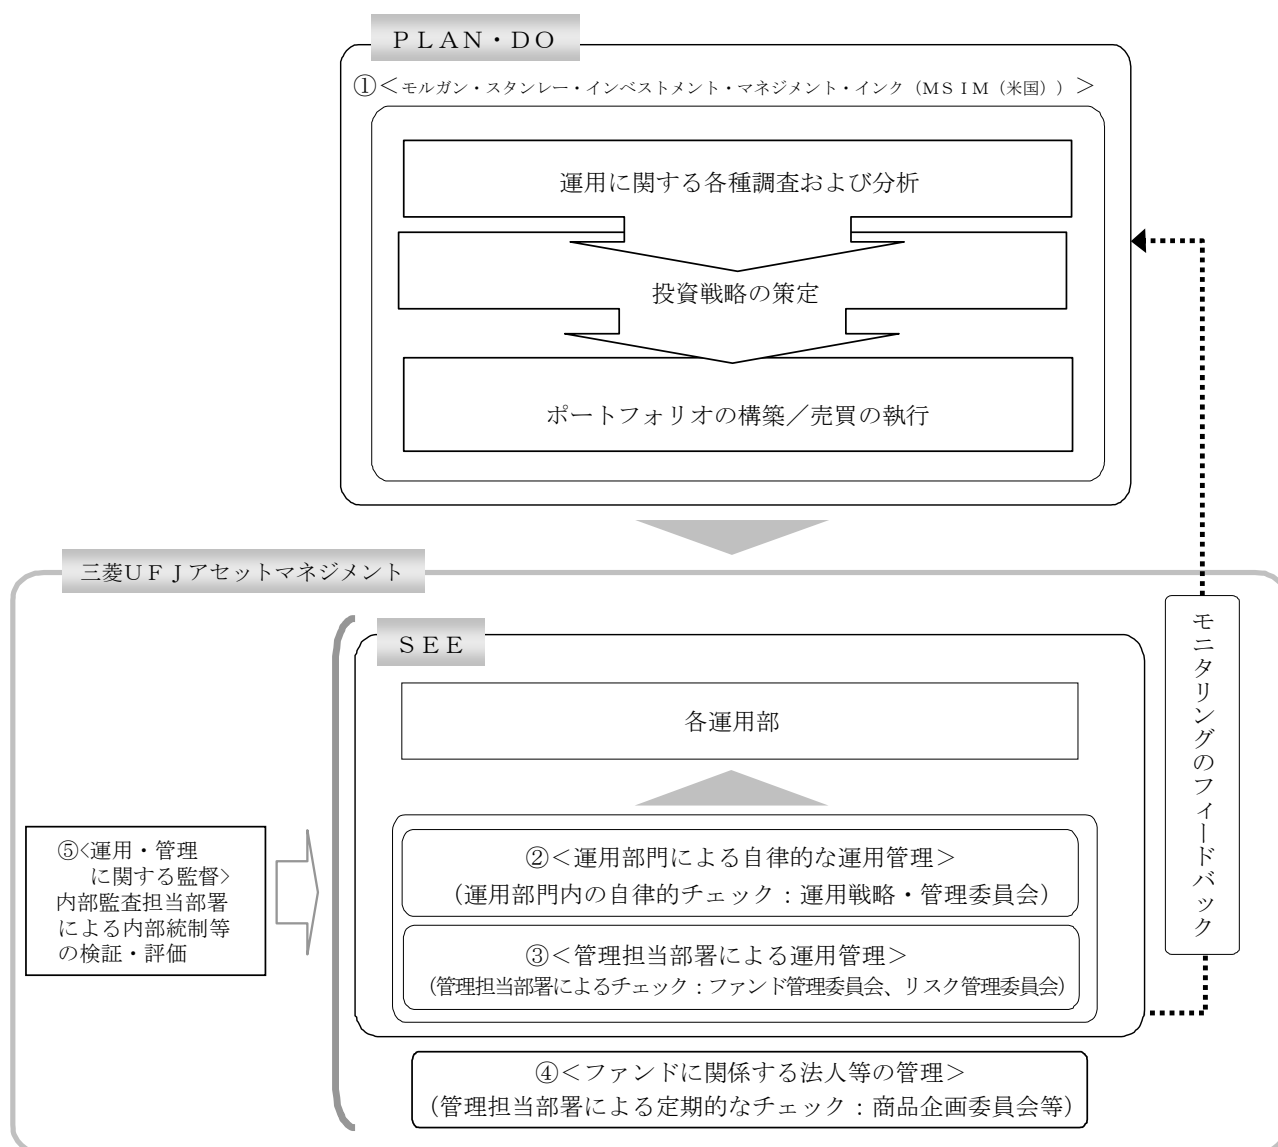 ＰＬＡＮ・ＤＯ
①＜モルガン・スタンレー・インベストメント・マネジメント・インク（ＭＳＩＭ（米国））＞
運用に関する各種調査および分析
投資戦略の策定
ポートフォリオの構築／売買の執行
三菱ＵＦＪアセットマネジメント
ＳＥＥ
各運用部
②＜運用部門による自律的な運用管理＞
（運用部門内の自律的チェック：運用戦略・管理委員会）
③＜管理担当部署による運用管理＞
（管理担当部署によるチェック：ファンド管理委員会、リスク管理委員会）
④＜ファンドに関係する法人等の管理＞
（管理担当部署による定期的なチェック：商品企画委員会等）
⑤<運用・管理
に関する監督>
内部監査担当部署
による内部統制等
の検証・評価
モニタリングのフィードバック